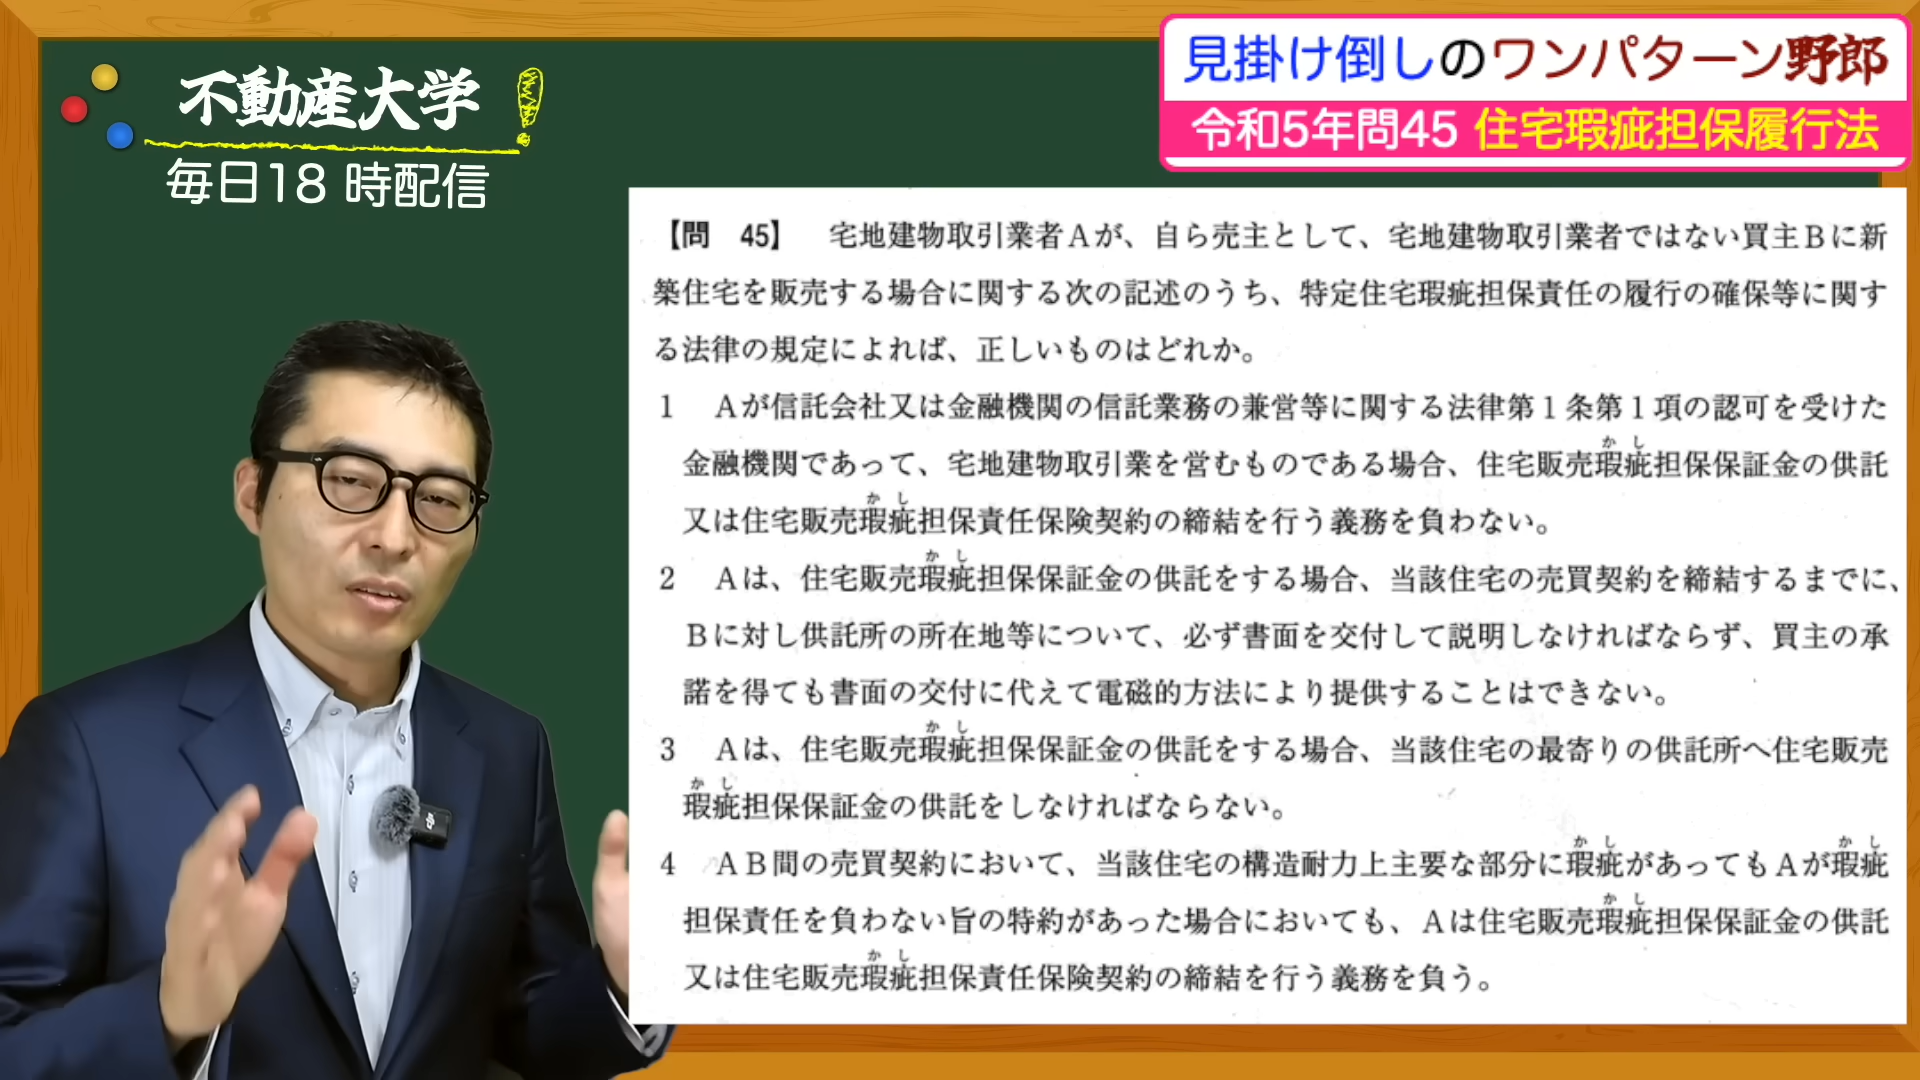 不動産大学!
毎日18時配信
見掛け倒しのワンパターン野郎
令和5年問45 住宅瑕疵担保履行法
【問 45】 宅地建物取引業者Aが、自ら売主として、宅地建物取引業者ではない買主Bに新
築住宅を販売する場合に関する次の記述のうち、特定住宅瑕疵担保責任の履行の確保等に関す
る法律の規定によれば、正しいものはどれか。
1 Aが信託会社又は金融機関の信託業務の兼営等に関する法律第1条第1項の認可を受けた
かし
金融機関であって、宅地建物取引業を営むものである場合、住宅販売瑕疵担保保証金の供託
かし
又は住宅販売瑕疵担保責任保険契約の締結を行う義務を負わない。
かし
2 Aは、住宅販売瑕疵担保保証金の供託をする場合、当該住宅の売買契約を締結するまでに、
Bに対し供託所の所在地等について、必ず書面を交付して説明しなければならず、買主の承
諾を得ても書面の交付に代えて電磁的方法により提供することはできない。
かし
3 Aは、住宅販売瑕疵担保保証金の供託をする場合、当該住宅の最寄りの供託所へ住宅販売
かし
瑕疵担保保証金の供託をしなければならない。
かし かし
4 AB間の売買契約において、当該住宅の構造耐力上主要な部分に瑕疵があってもAが瑕疵
かし
担保責任を負わない旨の特約があった場合においても、Aは住宅販売瑕疵担保保証金の供託
かし
又は住宅販売瑕疵担保責任保険契約の締結を行う義務を負う。
dji